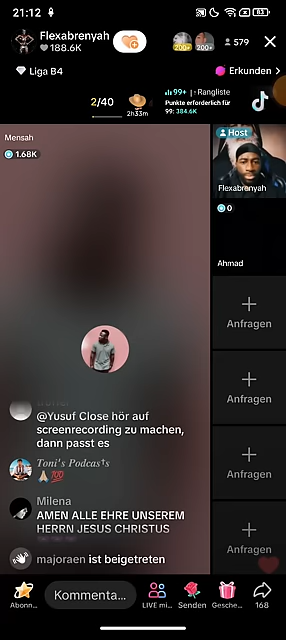 21:12
83
Flexabrenyah
188.6K
200+
200+
579
Liga B4
Erkunden
2/40
2h33m
99+ | Rangliste
Punkte erforderlich für
99: 384.6K
Mensah
1.68K
Host
Flexabrenyah
0
Ahmad
Anfragen
Anfragen
Anfragen
Anfragen
@Yusuf Close hör auf
screenrecording zu machen,
dann passt es
Toni's Podcas†s
🙏🏼💯
Milena
AMEN ALLE EHRE UNSEREM
HERRN JESUS CHRISTUS
majoraen ist beigetreten
Abonn...
Kommenta...
LIVE mi...
Senden
Gesche...
168